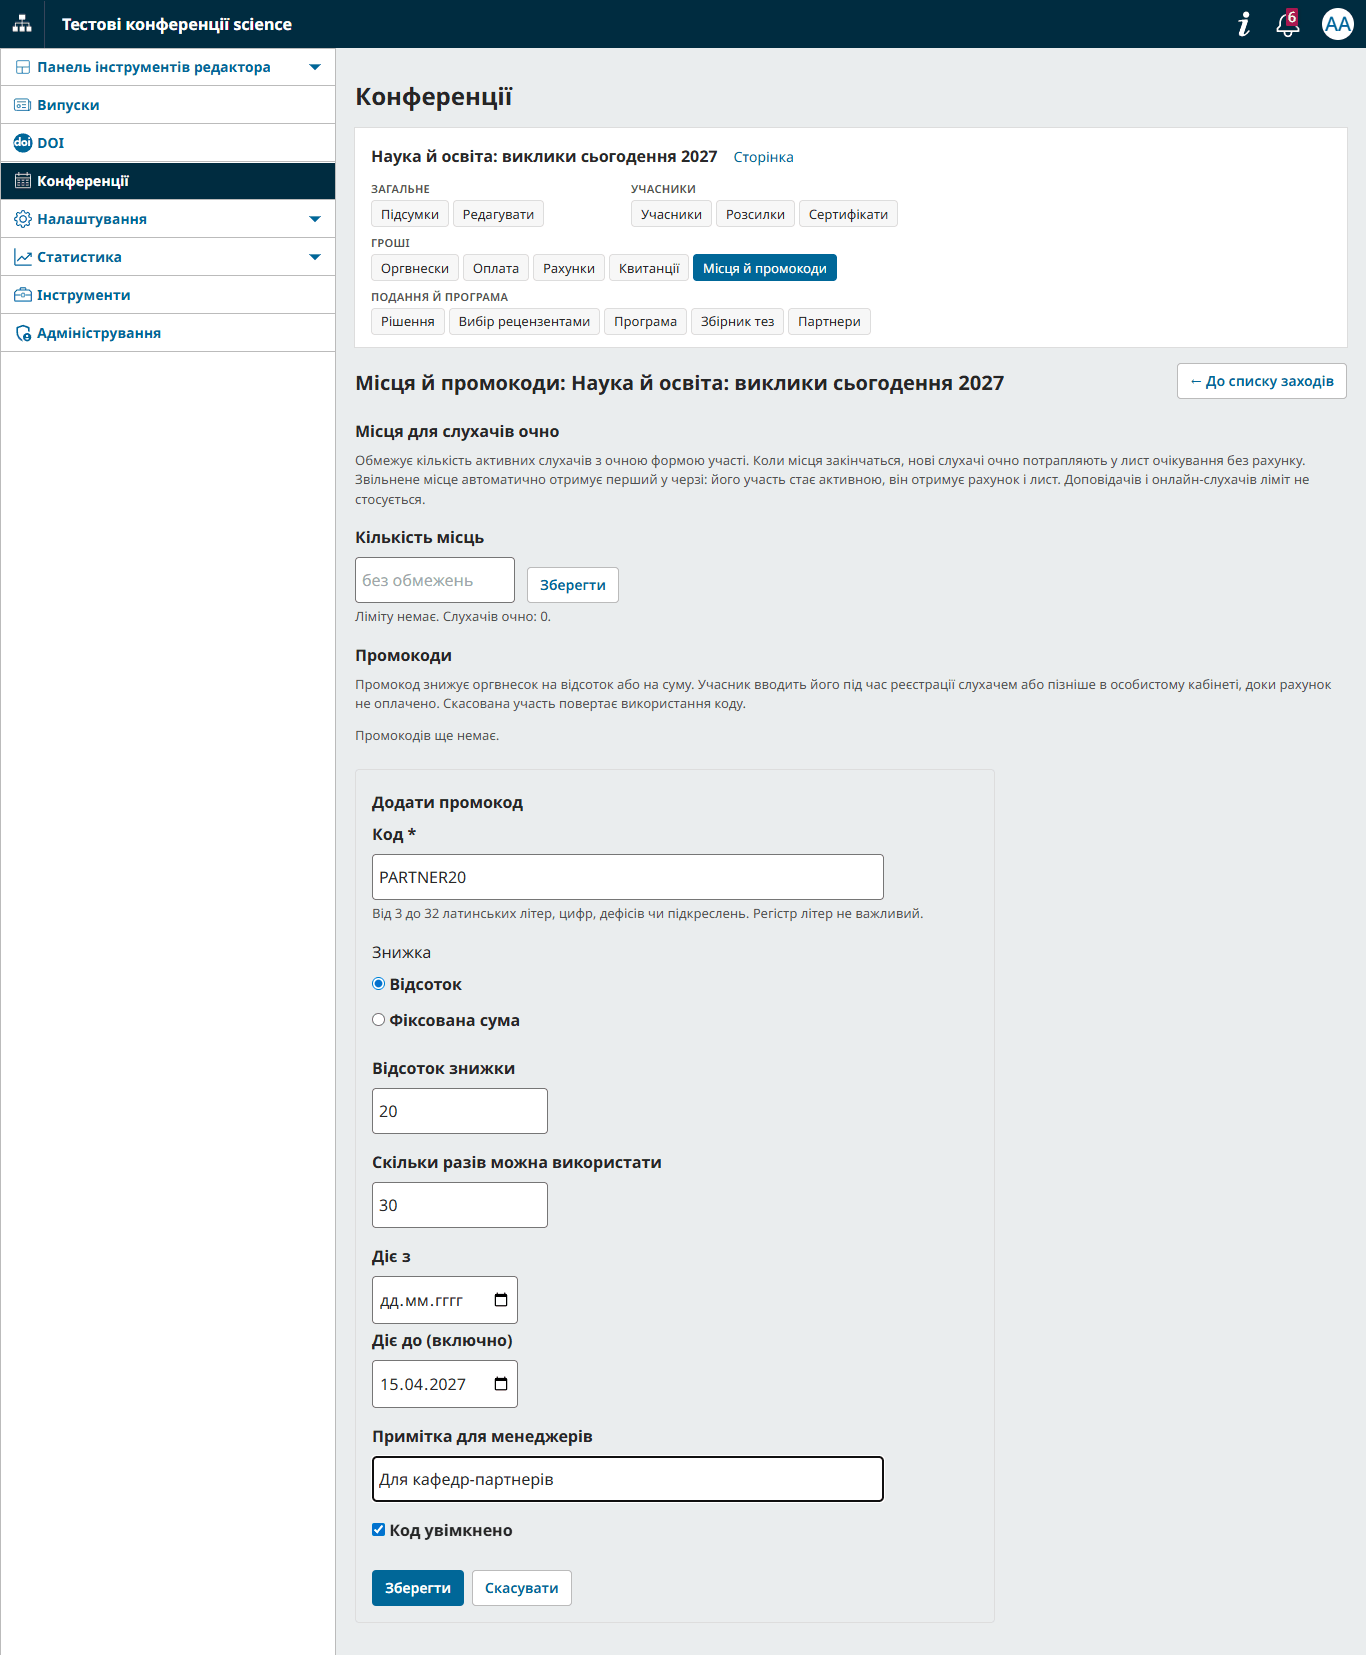 Тестові конференції science
6
AA
Панель інструментів редактора
Випуски
doi DOI
Конференції
Налаштування
Статистика
Інструменти
Адміністрування
Конференції
Наука й освіта: виклики сьогодення 2027 Сторінка
ЗАГАЛЬНЕ
Підсумки Редагувати
УЧАСНИКИ
Учасники Розсилки Сертифікати
ГРОШІ
Оргвнески Оплата Рахунки Квитанції Місця й промокоди
ПОДАННЯ Й ПРОГРАМА
Рішення Вибір рецензентами Програма Збірник тез Партнери
Місця й промокоди: Наука й освіта: виклики сьогодення 2027
← До списку заходів
Місця для слухачів очно
Обмежує кількість активних слухачів з очною формою участі. Коли місця закінчаться, нові слухачі очно потрапляють у лист очікування без рахунку.
Звільнене місце автоматично отримує перший у черзі: його участь стає активною, він отримує рахунок і лист. Доповідачів і онлайн-слухачів ліміт не
стосується.
Кількість місць
без обмежень
Зберегти
Ліміту немає. Слухачів очно: 0.
Промокоди
Промокод знижує оргвнесок на відсоток або на суму. Учасник вводить його під час реєстрації слухачем або пізніше в особистому кабінеті, доки рахунок
не оплачено. Скасована участь повертає використання коду.
Промокодів ще немає.
Додати промокод
Код *
PARTNER20
Від 3 до 32 латинських літер, цифр, дефісів чи підкреслень. Регістр літер не важливий.
Знижка
Відсоток
Фіксована сума
Відсоток знижки
20
Скільки разів можна використати
30
Діє з
дд.мм.гггг
Діє до (включно)
15.04.2027
Примітка для менеджерів
Для кафедр-партнерів
Код увімкнено
Зберегти
Скасувати